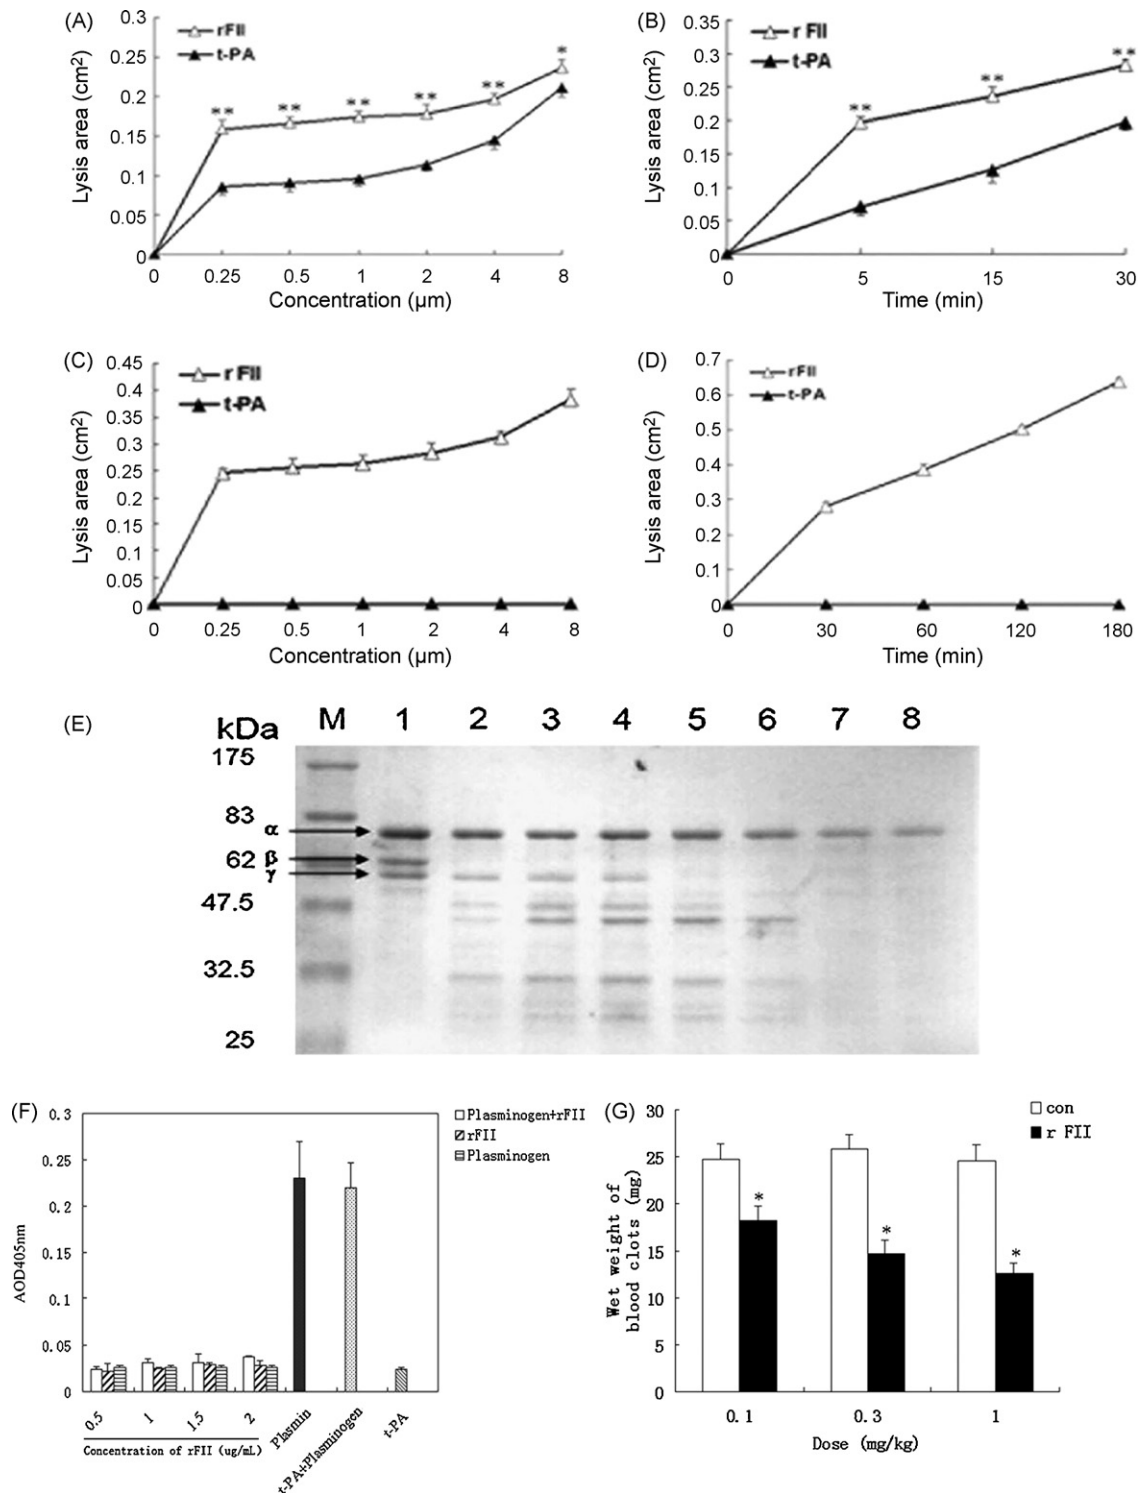 (A)
0.3
0.25
0.2
0.15
0.1
0.05
0
Lysis area (cm²)
rFII
t-PA
** ** ** ** ** *
0 0.25 0.5 1 2 4 8
Concentration (μm)
(B)
0.35
0.3
0.25
0.2
0.15
0.1
0.05
0
Lysis area (cm²)
r FII
t-PA
** ** **
0 5 15 30
Time (min)
(C)
0.45
0.4
0.35
0.3
0.25
0.2
0.15
0.1
0.05
0
Lysis area (cm²)
r FII
t-PA
0 0.25 0.5 1 2 4 8
Concentration (μm)
(D)
0.7
0.6
0.5
0.4
0.3
0.2
0.1
0
Lysis area (cm²)
rFII
t-PA
0 30 60 120 180
Time (min)
(E)
kDa M 1 2 3 4 5 6 7 8
175
83
α
62 β
γ
47.5
32.5
25
(F)
0.3
0.25
0.2
0.15
0.1
0.05
0
AOD405nm
Plasminogen+rFII
rFII
Plasminogen
0.5 1 1.5 2
Concentration of rFII (ug/mL)
Plasmin
t-PA+Plasminogen
t-PA
(G)
30
25
20
15
10
5
0
Wet weight of
blood clots (mg)
con
r FII
* * *
0.1 0.3 1
Dose (mg/kg)